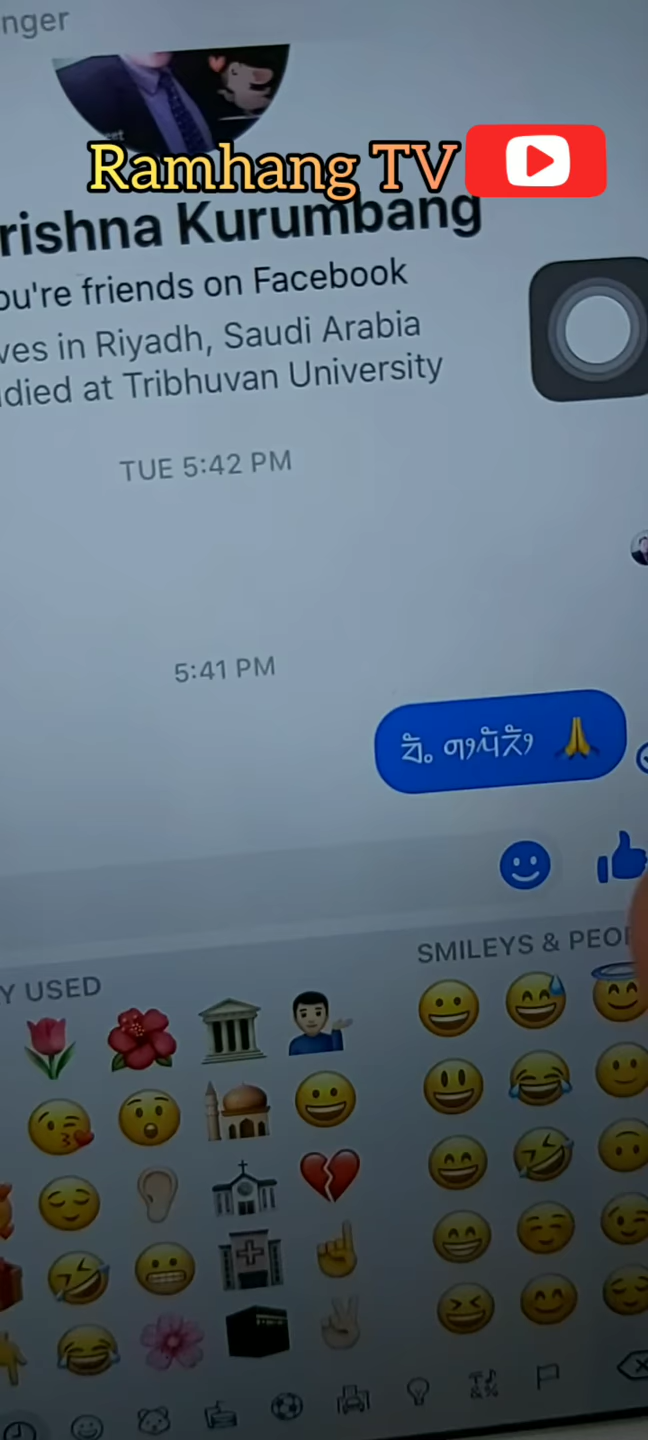 nger
Ramhang TV
rishna Kurumbang
ou're friends on Facebook
ves in Riyadh, Saudi Arabia
died at Tribhuvan University
TUE 5:42 PM
5:41 PM
Y USED
SMILEYS & PEO